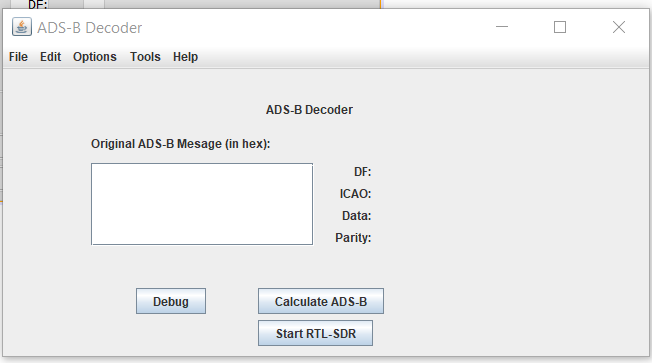 DF:
ADS-B Decoder
File Edit Options Tools Help
ADS-B Decoder
Original ADS-B Mesage (in hex):
DF:
ICAO:
Data:
Parity:
Debug Calculate ADS-B
Start RTL-SDR